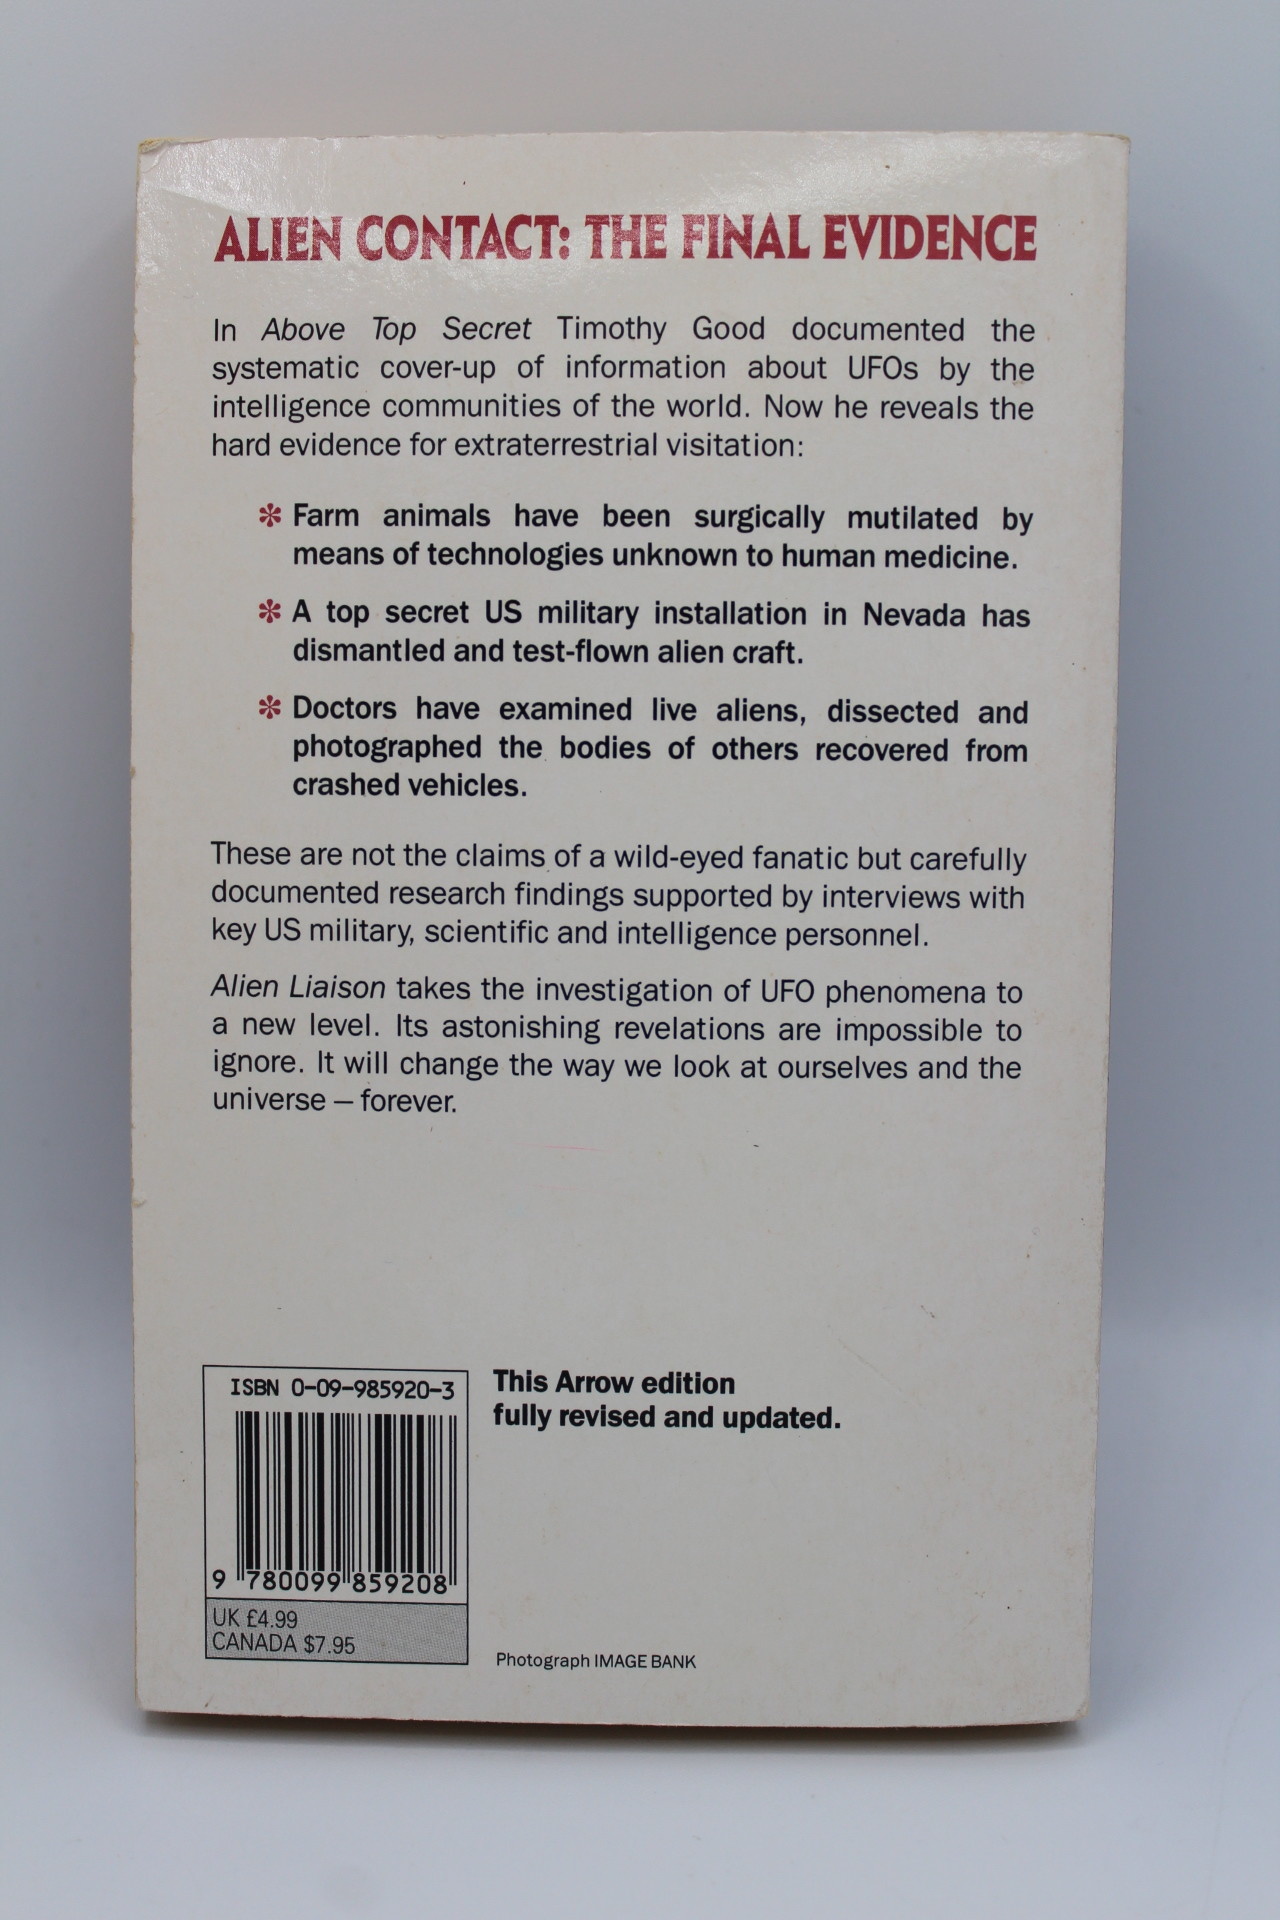 ALIEN CONTACT: THE FINAL EVIDENCE
In Above Top Secret Timothy Good documented the
systematic cover-up of information about UFOs by the
intelligence communities of the world. Now he reveals the
hard evidence for extraterrestrial visitation:
✻ Farm animals have been surgically mutilated by
means of technologies unknown to human medicine.
✻ A top secret US military installation in Nevada has
dismantled and test-flown alien craft.
✻ Doctors have examined live aliens, dissected and
photographed the bodies of others recovered from
crashed vehicles.
These are not the claims of a wild-eyed fanatic but carefully
documented research findings supported by interviews with
key US military, scientific and intelligence personnel.
Alien Liaison takes the investigation of UFO phenomena to
a new level. Its astonishing revelations are impossible to
ignore. It will change the way we look at ourselves and the
universe — forever.
ISBN 0-09-985920-3
9 780099 859208
UK £4.99
CANADA $7.95
This Arrow edition
fully revised and updated.
Photograph IMAGE BANK